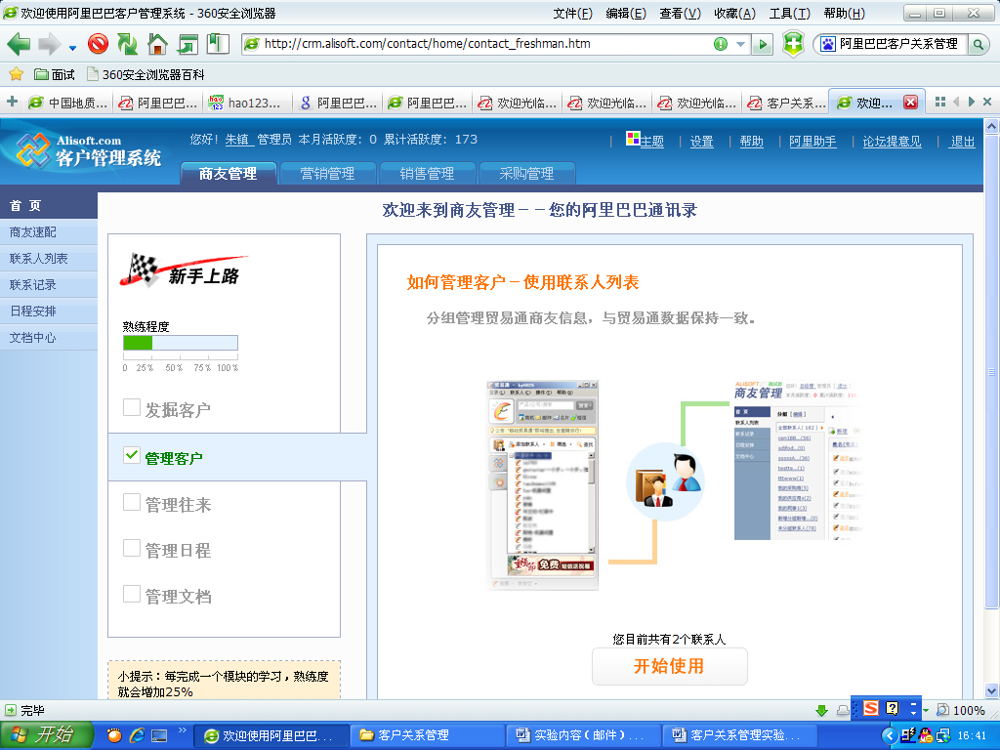 欢迎使用阿里巴巴客户管理系统 - 360安全浏览器
文件(F) 编辑(E) 查看(V) 收藏(A) 工具(T) 帮助(H)
http://crm.alisoft.com/contact/home/contact_freshman.htm
阿里巴巴客户关系管理
面试 360安全浏览器百科
中国地质... 阿里巴巴... hao123... 阿里巴巴... 阿里巴巴... 欢迎光临... 欢迎光临... 欢迎光临... 客户关系... 欢迎...
Alisoft.com
客户管理系统
您好! 朱镇 管理员 本月活跃度: 0 累计活跃度: 173
主题 | 设置 | 帮助 | 阿里助手 | 论坛提意见 | 退出
商友管理 营销管理 销售管理 采购管理
首 页
商友速配
联系人列表
联系记录
日程安排
文档中心
欢迎来到商友管理－－您的阿里巴巴通讯录
新手上路
熟练程度
0 25% 50% 75% 100%
发掘客户
管理客户
管理往来
管理日程
管理文档
小提示：每完成一个模块的学习，熟练度
就会增加25%
如何管理客户－使用联系人列表
分组管理贸易通商友信息，与贸易通数据保持一致。
商友管理
免费
您目前共有2个联系人
开始使用
完毕
100%
开始
欢迎使用阿里巴巴... 客户关系管理 实验内容（邮件）... 客户关系管理实验...
16:41